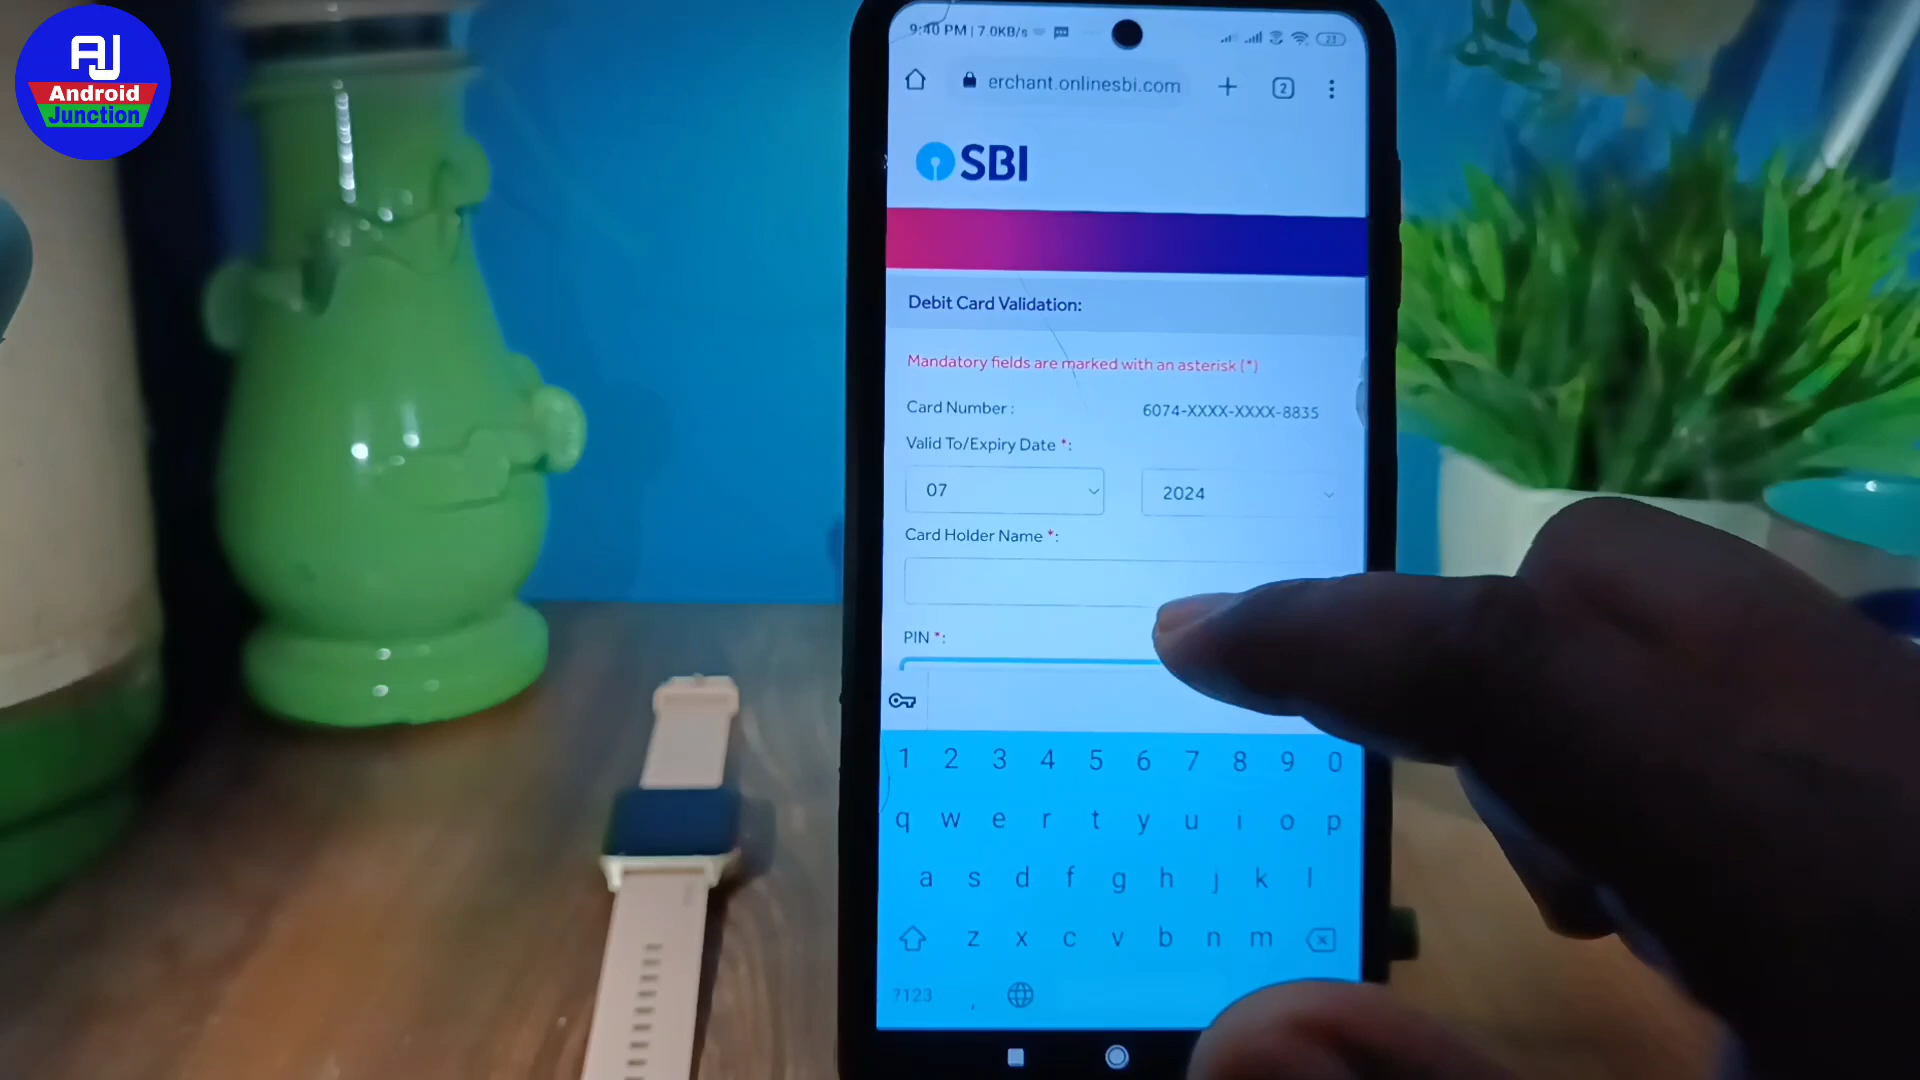 AJ
Android
Junction
9:40 PM | 7.0KB/s
23
erchant.onlinesbi.com
2
SBI
Debit Card Validation:
Mandatory fields are marked with an asterisk (*)
Card Number : 6074-XXXX-XXXX-8835
Valid To/Expiry Date *:
07 2024
Card Holder Name *:
PIN *:
1 2 3 4 5 6 7 8 9 0
q w e r t y u i o p
a s d f g h j k l
z x c v b n m
?123 ,